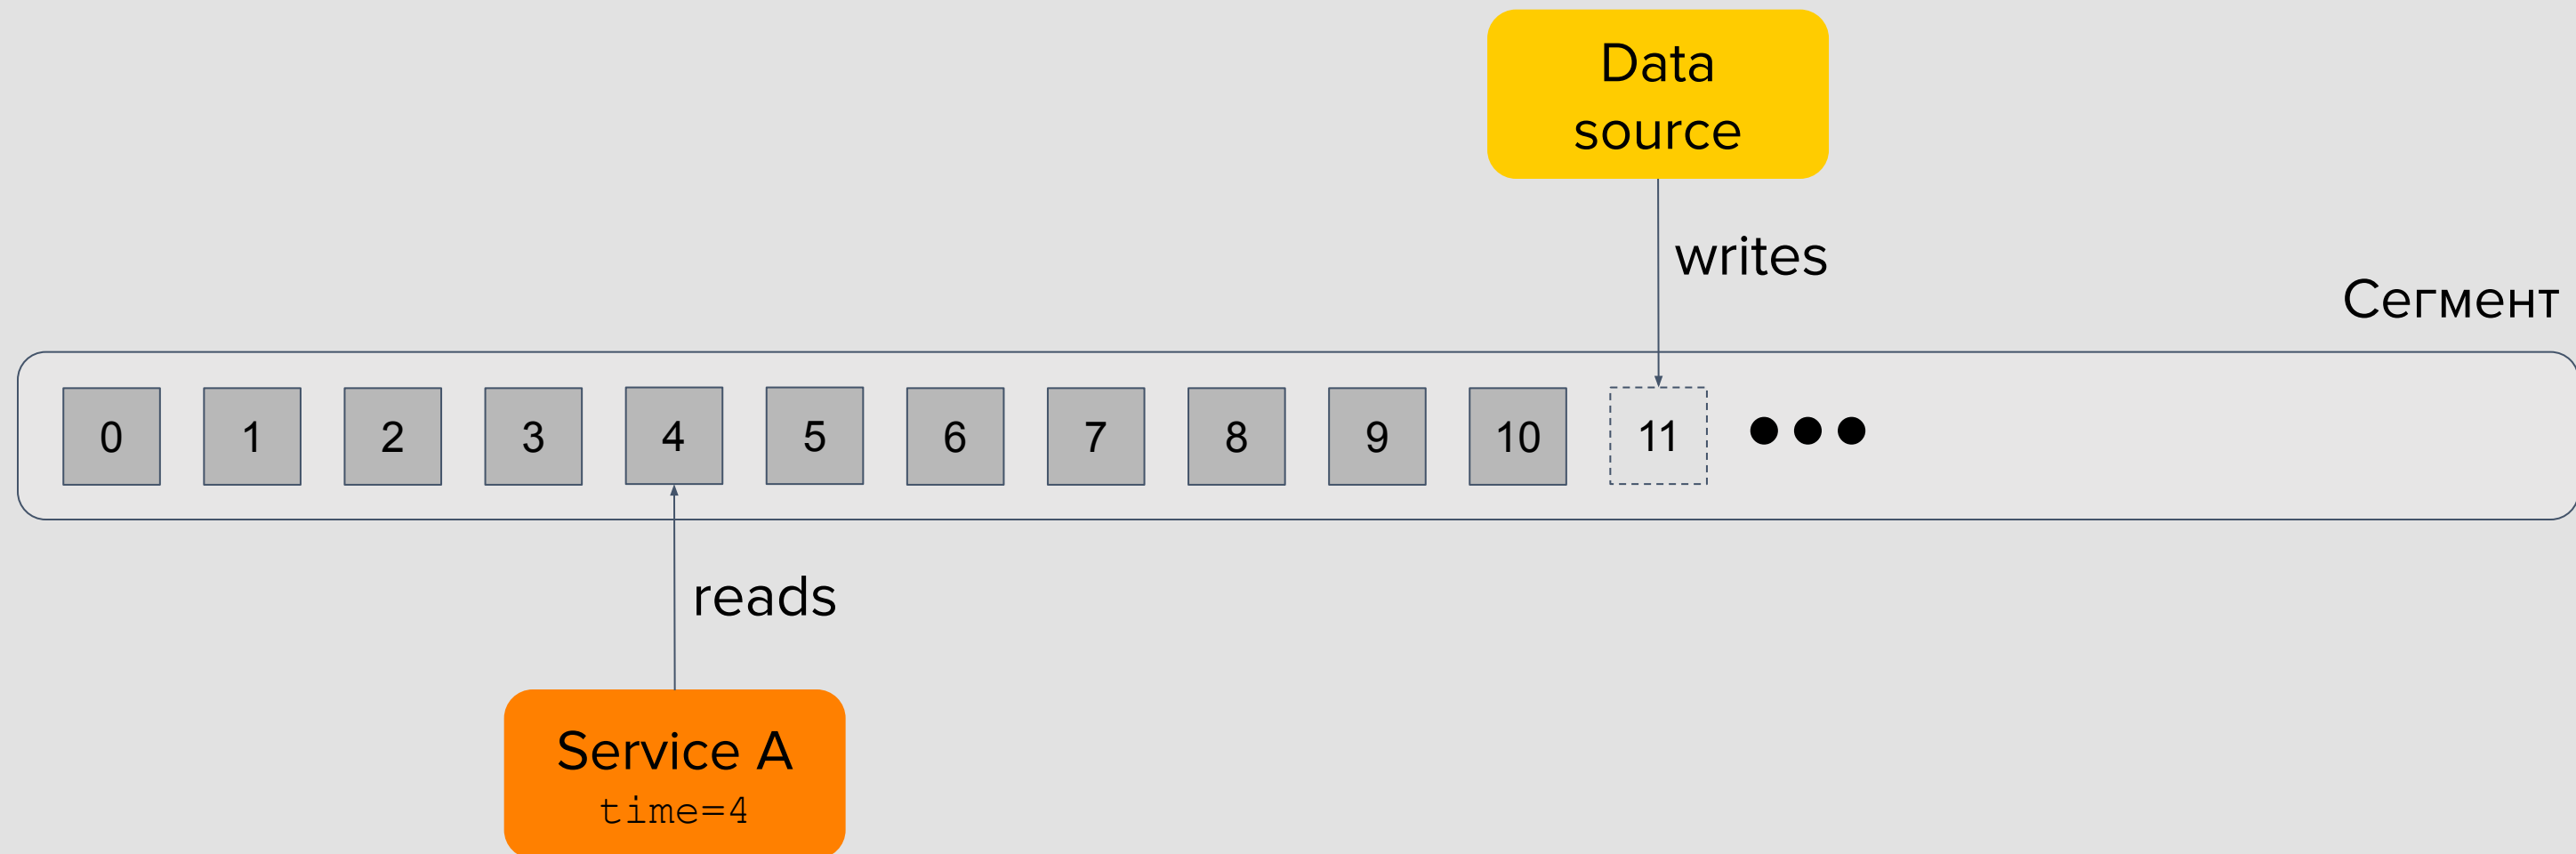 Data
source
writes
Сегмент
0 1 2 3 4 5 6 7 8 9 10 11
reads
Service A
time=4